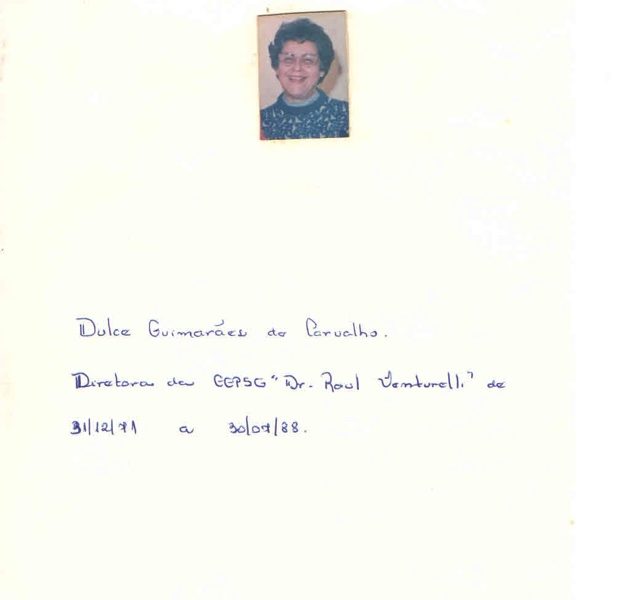 Dulce Guimarães de Carvalho.
Diretora da EEPSG "Dr. Raul Venturelli" de
31/12/71 a 30/07/88.